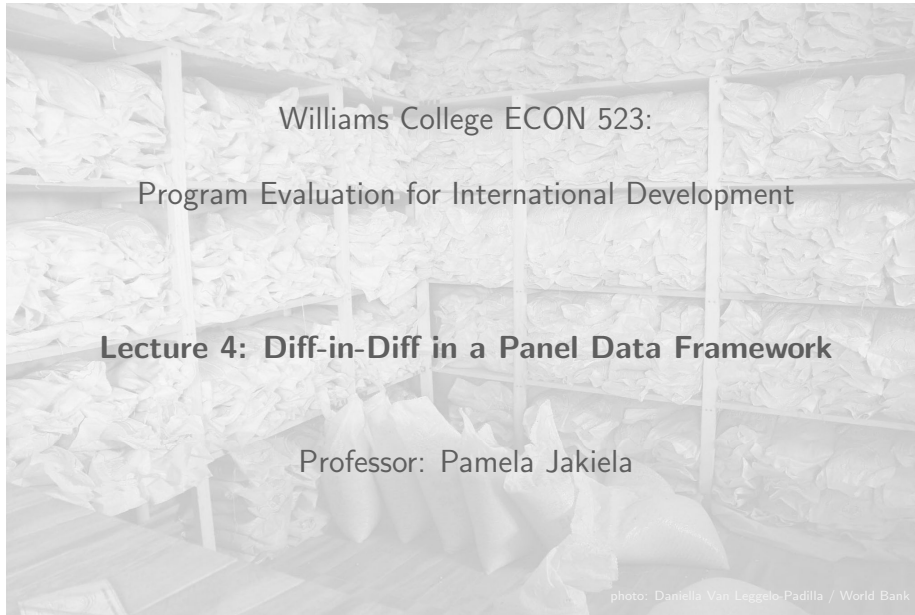 Williams College ECON 523:
Program Evaluation for International Development
Lecture 4: Diff-in-Diff in a Panel Data Framework
Professor: Pamela Jakiela
photo: Daniella Van Leggelo-Padilla / World Bank